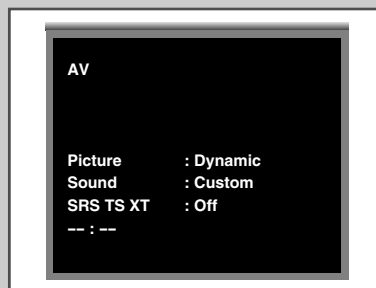 AV
Picture : Dynamic
Sound : Custom
SRS TS XT : Off
-- : --